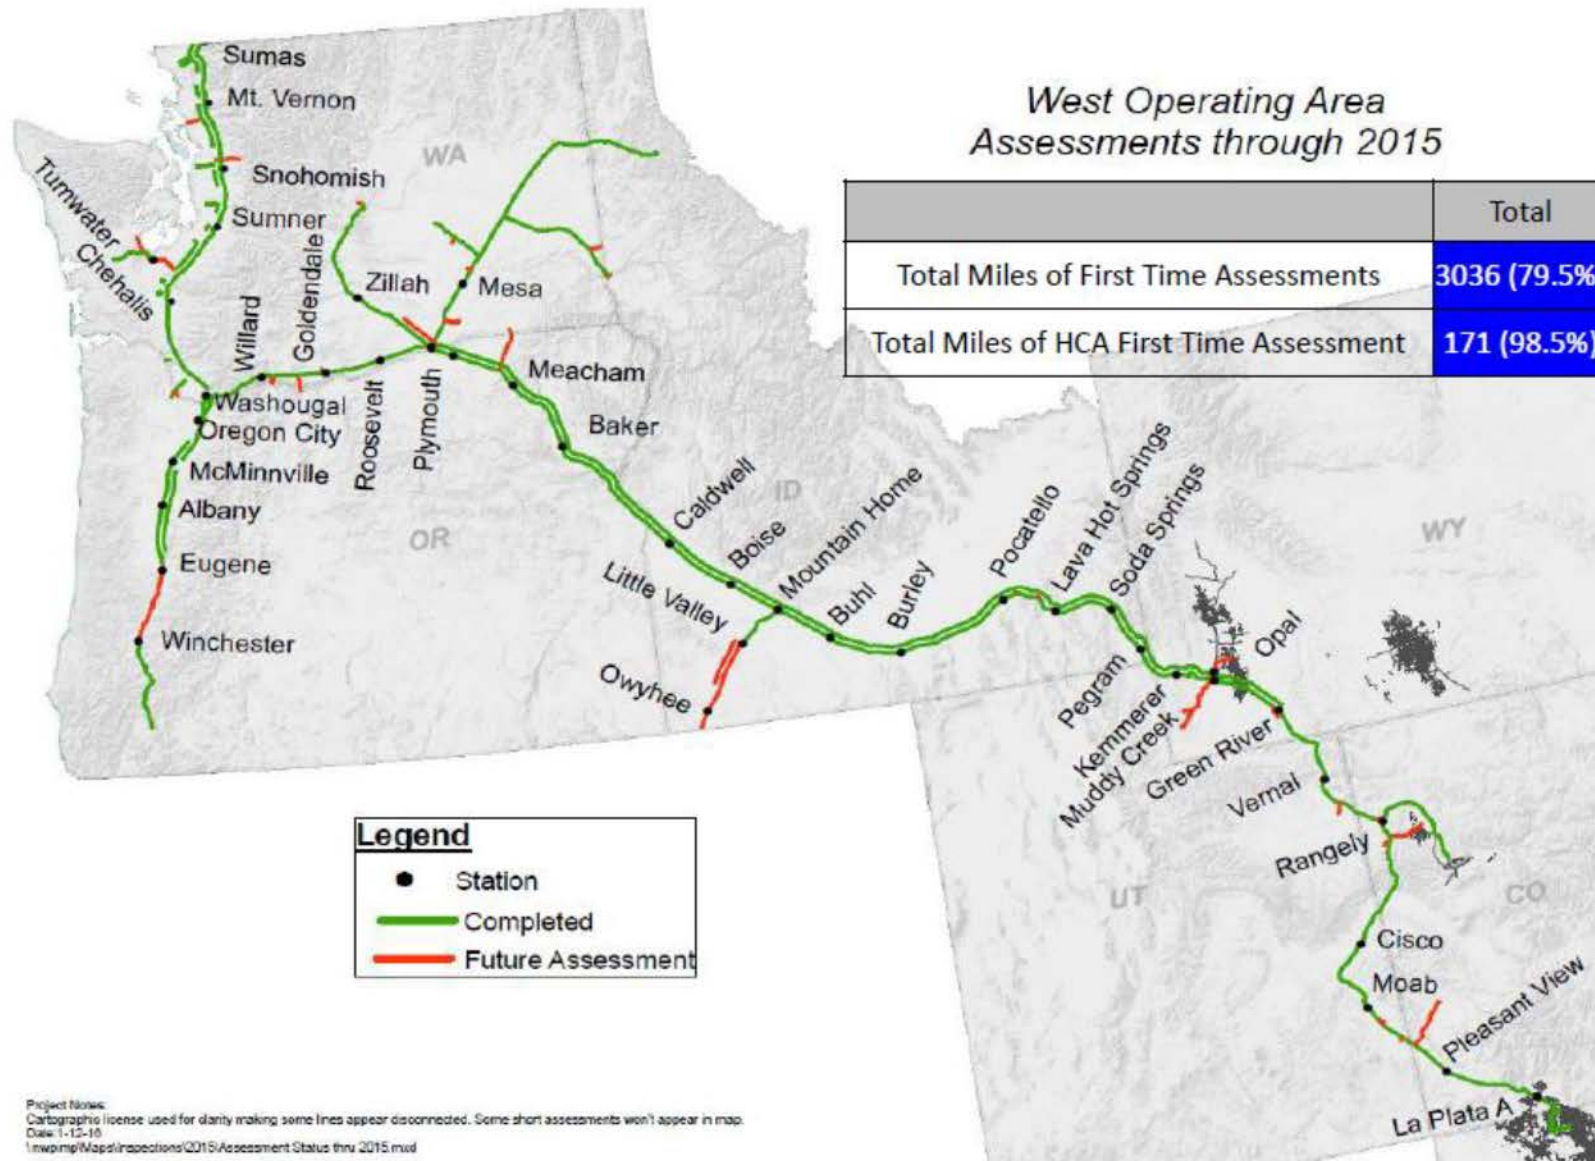 West Operating Area
Assessments through 2015
Total
Total Miles of First Time Assessments 3036 (79.5%
Total Miles of HCA First Time Assessment 171 (98.5%)
Sumas
Mt. Vernon
WA
Snohomish
Tumwater
Sumner
Chehalis
Goldendale
Zillah
Mesa
Willard
Meacham
Washougal
Oregon City
Roosevelt
Plymouth
Baker
McMinnville
Albany
OR
Eugene
Winchester
Caldwell
ID
Boise
Mountain Home
Little Valley
Owyhee
Buhl
Burley
Pocatello
Lava Hot Springs
Soda Springs
WY
Opal
Pegram
Kemmerer
Muddy Creek
Green River
Vernal
Rangely
UT
CO
Cisco
Moab
Pleasant View
La Plata A
Legend
Station
Completed
Future Assessment
Project Notes:
Cartographic license used for clarity making some lines appear disconnected. Some short assessments won't appear in map.
Date:1-12-16